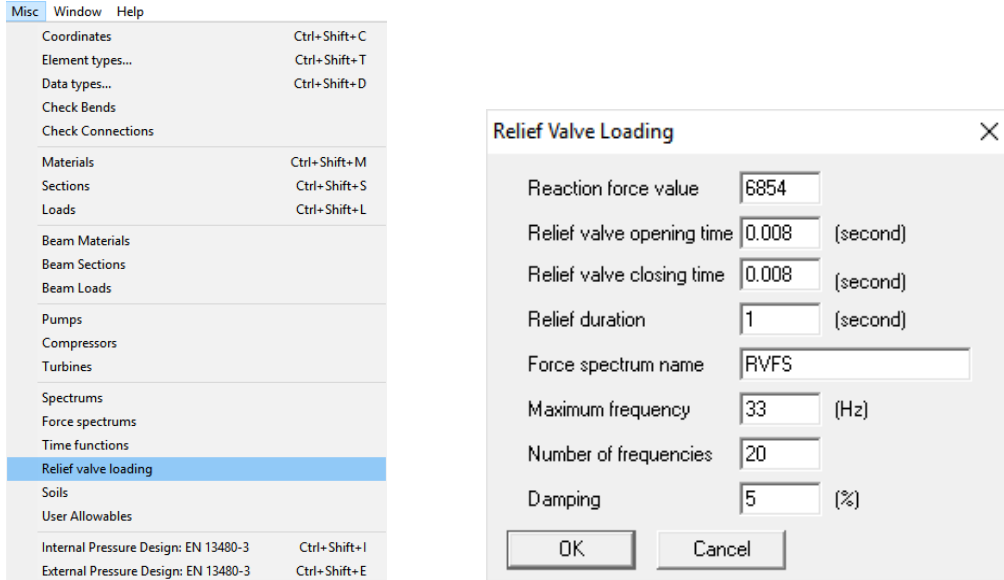 Misc Window Help
Coordinates Ctrl+Shift+C
Element types... Ctrl+Shift+T
Data types... Ctrl+Shift+D
Check Bends
Check Connections
Materials Ctrl+Shift+M
Sections Ctrl+Shift+S
Loads Ctrl+Shift+L
Beam Materials
Beam Sections
Beam Loads
Pumps
Compressors
Turbines
Spectrums
Force spectrums
Time functions
Relief valve loading
Soils
User Allowables
Internal Pressure Design: EN 13480-3 Ctrl+Shift+I
External Pressure Design: EN 13480-3 Ctrl+Shift+E
Relief Valve Loading
Reaction force value 6854
Relief valve opening time 0.008 (second)
Relief valve closing time 0.008 (second)
Relief duration 1 (second)
Force spectrum name RVFS
Maximum frequency 33 (Hz)
Number of frequencies 20
Damping 5 (%)
OK Cancel